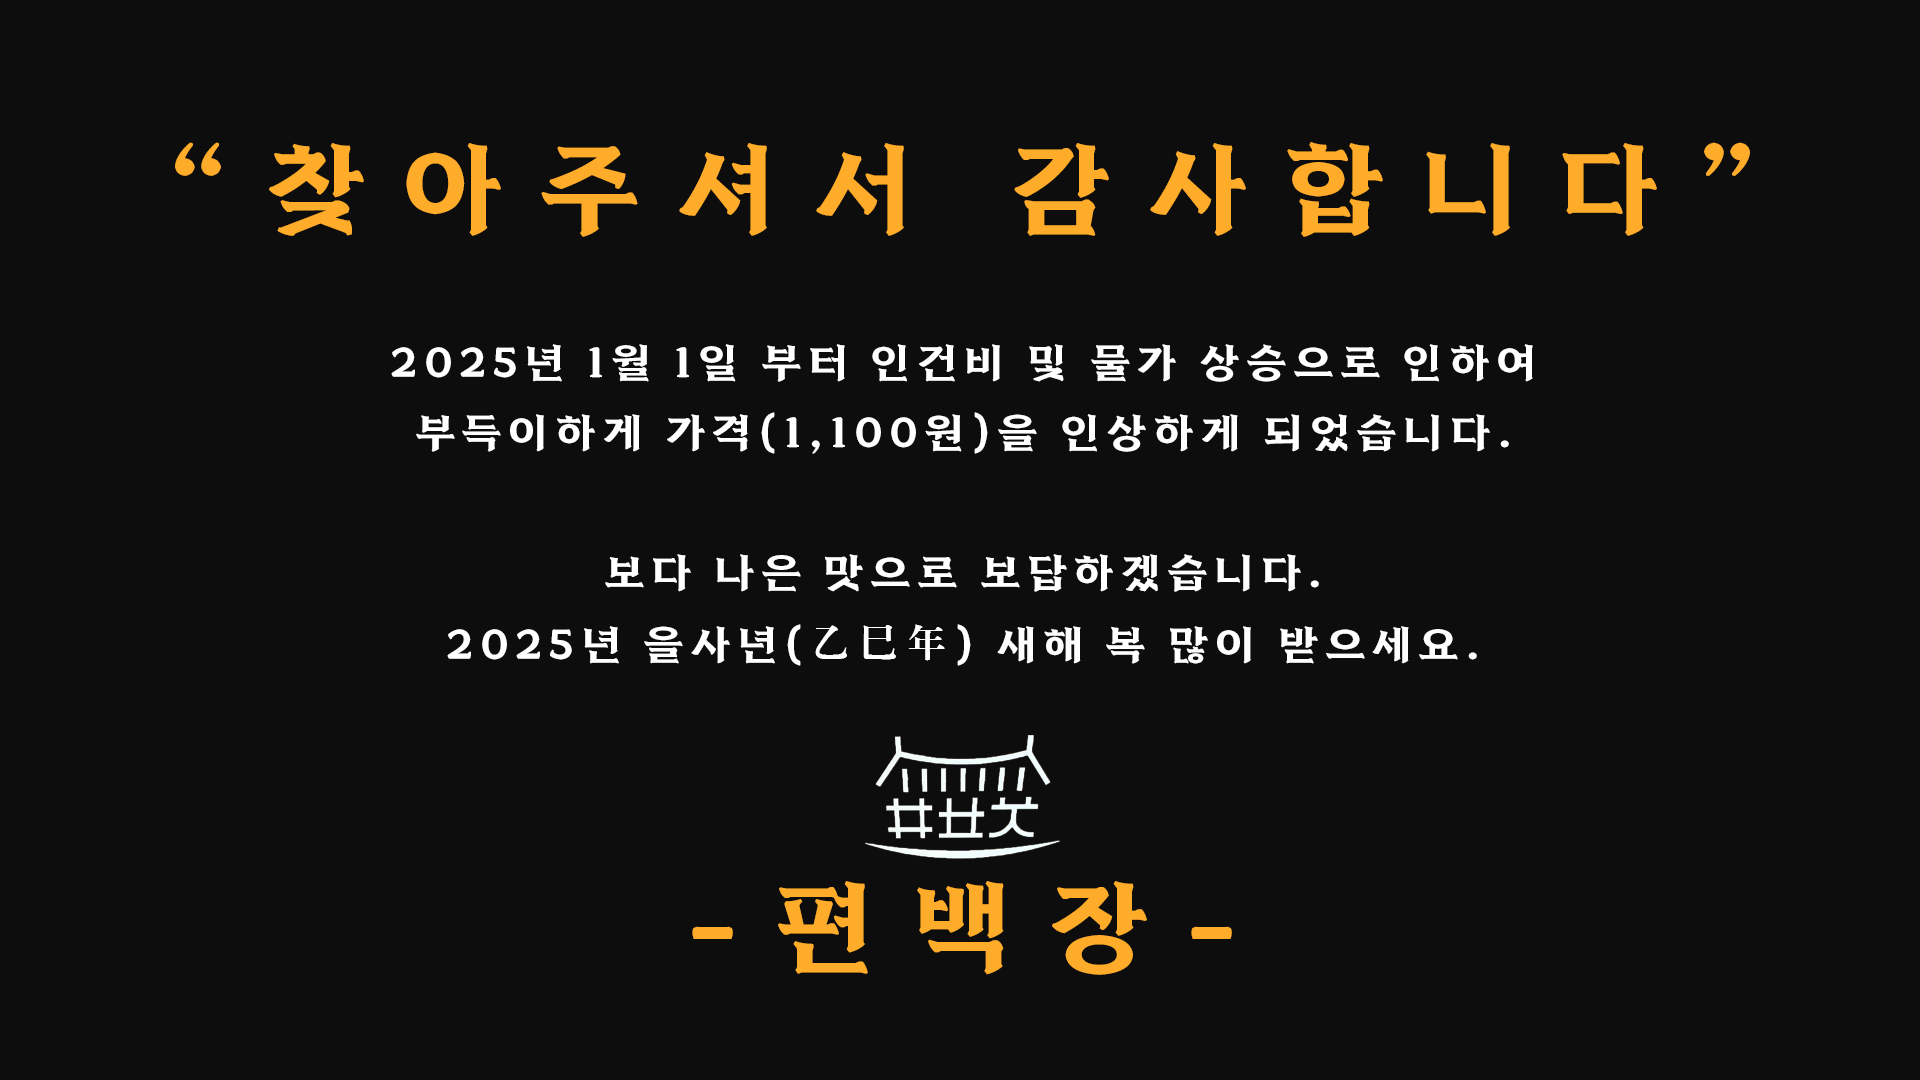 “찾아주셔서 감사합니다”
2025년 1월 1일 부터 인건비 및 물가 상승으로 인하여
부득이하게 가격(1,100원)을 인상하게 되었습니다.
보다 나은 맛으로 보답하겠습니다.
2025년 을사년(乙巳年) 새해 복 많이 받으세요.
ㅍㅂㅈ
- 편백장 -